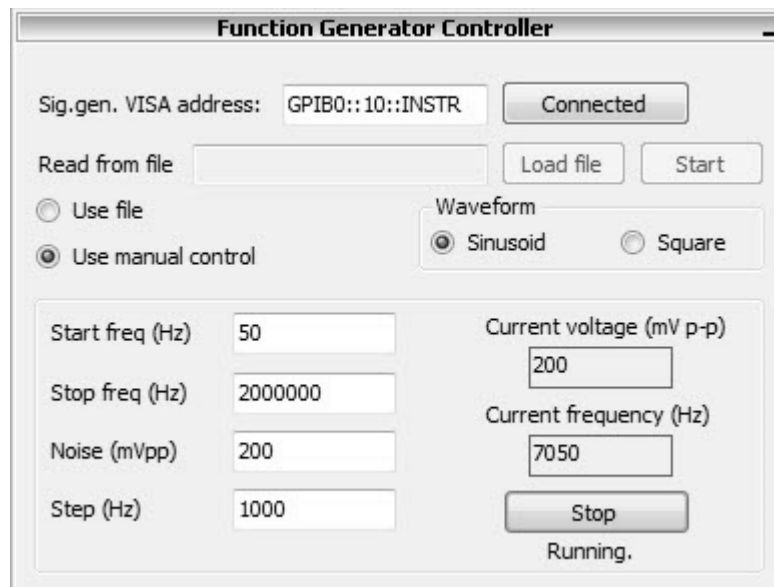 Function Generator Controller
Sig.gen. VISA address: GPIB0::10::INSTR Connected
Read from file Load file Start
Use file
Waveform
Use manual control
Sinusoid Square
Start freq (Hz) 50
Current voltage (mV p-p)
200
Stop freq (Hz) 2000000
Current frequency (Hz)
Noise (mVpp) 200
7050
Step (Hz) 1000
Stop
Running.